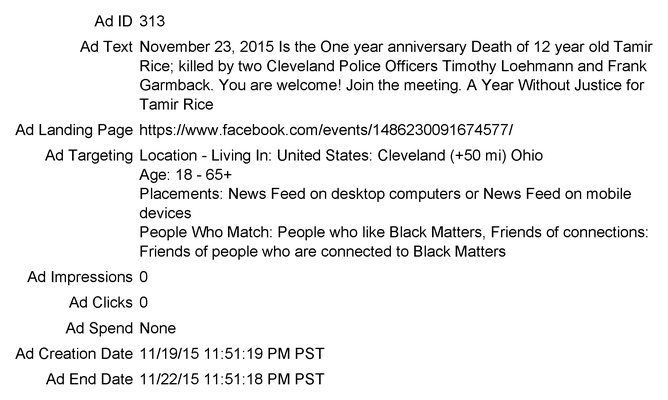 Ad ID 313
Ad Text November 23, 2015 Is the One year anniversary Death of 12 year old Tamir
Rice; killed by two Cleveland Police Officers Timothy Loehmann and Frank
Garmback. You are welcome! Join the meeting. A Year Without Justice for
Tamir Rice
Ad Landing Page https://www.facebook.com/events/1486230091674577/
Ad Targeting Location - Living In: United States: Cleveland (+50 mi) Ohio
Age: 18 - 65+
Placements: News Feed on desktop computers or News Feed on mobile
devices
People Who Match: People who like Black Matters, Friends of connections:
Friends of people who are connected to Black Matters
Ad Impressions 0
Ad Clicks 0
Ad Spend None
Ad Creation Date 11/19/15 11:51:19 PM PST
Ad End Date 11/22/15 11:51:18 PM PST